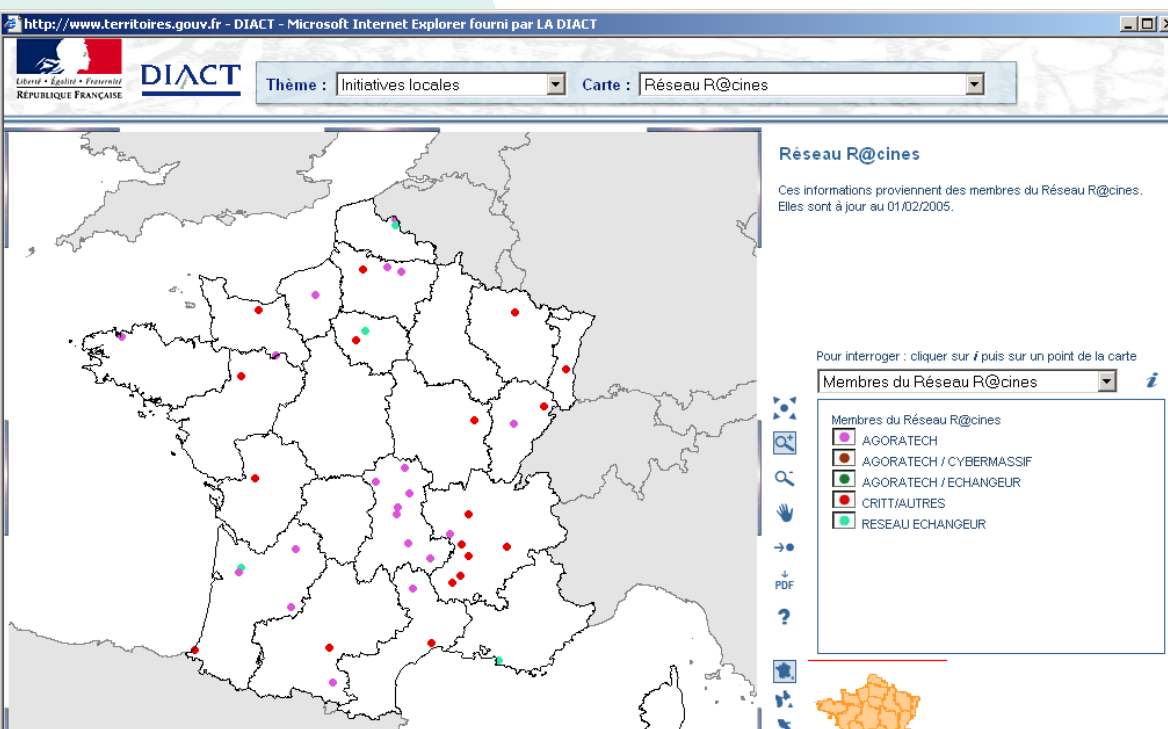 http://www.territoires.gouv.fr - DIACT - Microsoft Internet Explorer fourni par LA DIACT
Liberté • Égalité • Fraternité
RÉPUBLIQUE FRANÇAISE
DIACT
Thème : Initiatives locales
Carte : Réseau R@cines
Réseau R@cines
Ces informations proviennent des membres du Réseau R@cines.
Elles sont à jour au 01/02/2005.
Pour interroger : cliquer sur i puis sur un point de la carte
Membres du Réseau R@cines
i
Membres du Réseau R@cines
AGORATECH
AGORATECH / CYBERMASSIF
AGORATECH / ECHANGEUR
CRITT/AUTRES
RESEAU ECHANGEUR
PDF
?